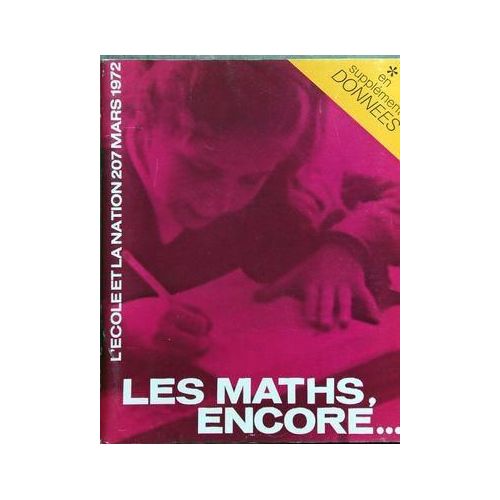 L'ECOLE ET LA NATION 207 MARS 1972
* en
supplément
DONNEES
LES MATHS,
ENCORE...